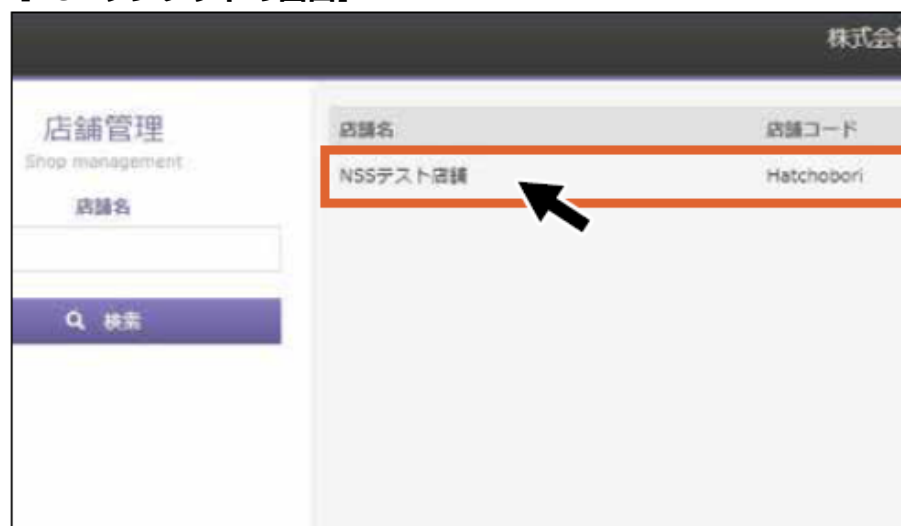 株式会
店舗管理
Shop management
店舗名
検索
店舗名 店舗コード
NSSテスト店舗 Hatchobori